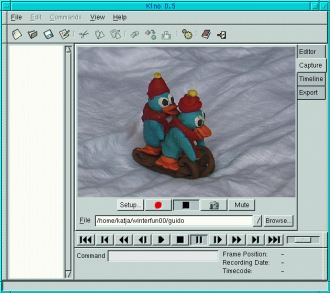 Kino 0.5
File Edit Commands View Help
Editor
Capture
Timeline
Export
Setup... Mute
File /home/katja/winterfun00/guido / Browse...
Command
Frame Position: -
Recording Date: -
Timecode: -